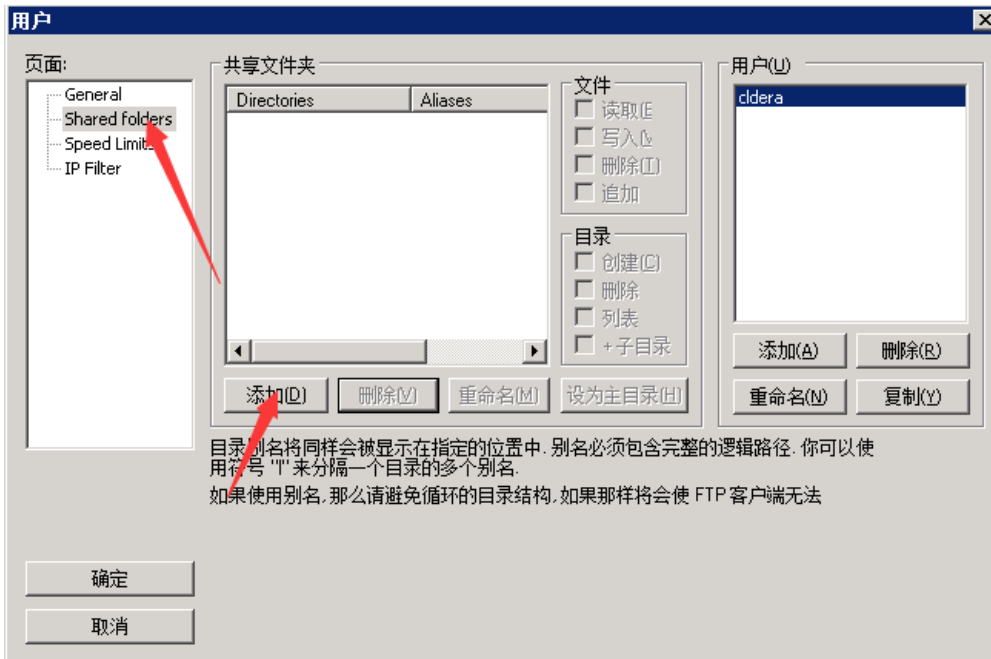 用户
页面:
General
Shared folders
Speed Limits
IP Filter
共享文件夹
Directories
Aliases
文件
读取(E
写入(
删除(T)
追加
目录
创建(C)
删除
列表
+子目录
添加(D)
删除(V)
重命名(M)
设为主目录(H)
用户(U)
cldera
添加(A)
删除(R)
重命名(N)
复制(Y)
目录别名将同样会被显示在指定的位置中. 别名必须包含完整的逻辑路径. 你可以使
用符号 "|" 来分隔一个目录的多个别名.
如果使用别名, 那么请避免循环的目录结构, 如果那样将会使 FTP 客户端无法
确定
取消